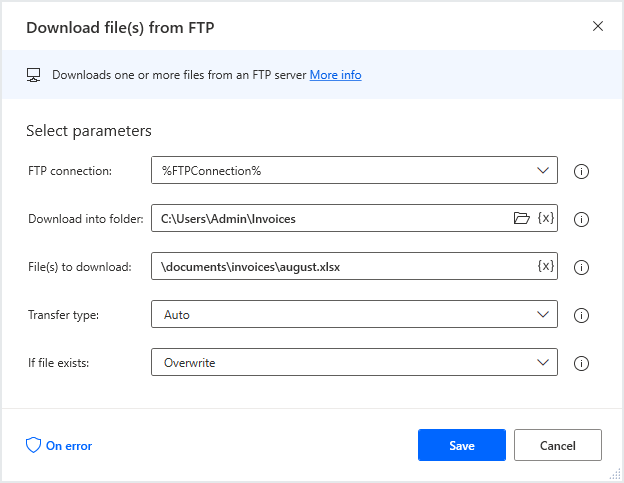 Download file(s) from FTP
Downloads one or more files from an FTP server More info
Select parameters
FTP connection: %FTPConnection%
Download into folder: C:\Users\Admin\Invoices {x}
File(s) to download: \documents\invoices\august.xlsx {x}
Transfer type: Auto
If file exists: Overwrite
On error Save Cancel